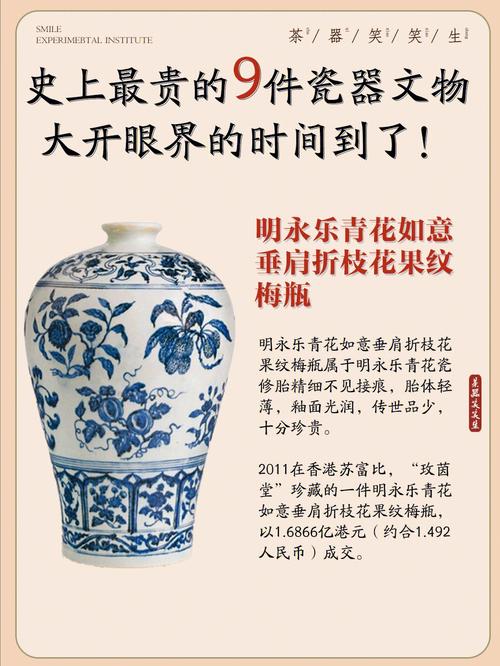 SMILE
EXPERIMEBTAL INSTITUTE
茶/器/笑/笑/生
史上最贵的9件瓷器文物
大开眼界的时间到了！
明永乐青花如意
垂肩折枝花果纹
梅瓶
明永乐青花如意垂肩折枝花
果纹梅瓶属于明永乐青花瓷
修胎精细不见接痕，胎体轻
薄，釉面光润，传世品少，
十分珍贵。
茶器笑笑生
2011在香港苏富比，“玫茵
堂”珍藏的一件明永乐青花
如意垂肩折枝花果纹梅瓶，
以1.6866亿港元（约合1.492
人民币）成交。